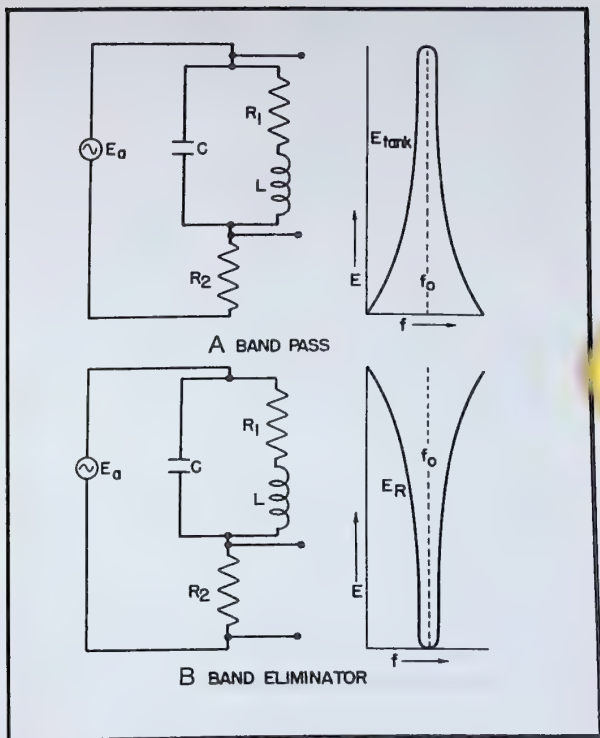 R1
Ea
C
L
R2
Etank
E
fo
f
A BAND PASS
R1
Ea
C
L
R2
fo
ER
E
f
B BAND ELIMINATOR